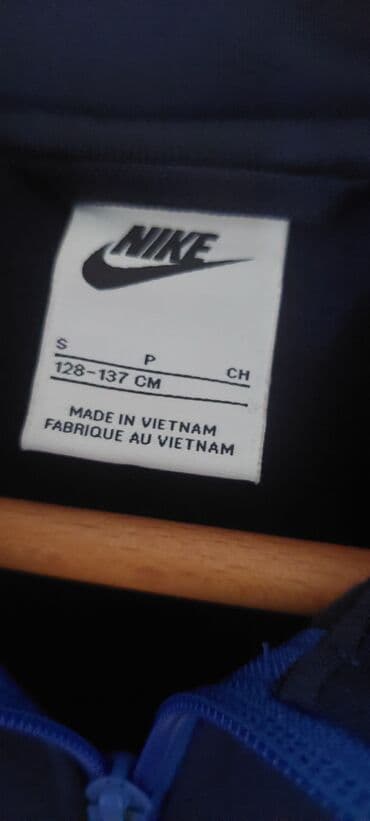 NIKE
S P CH
128-137 CM
MADE IN VIETNAM
FABRIQUE AU VIETNAM